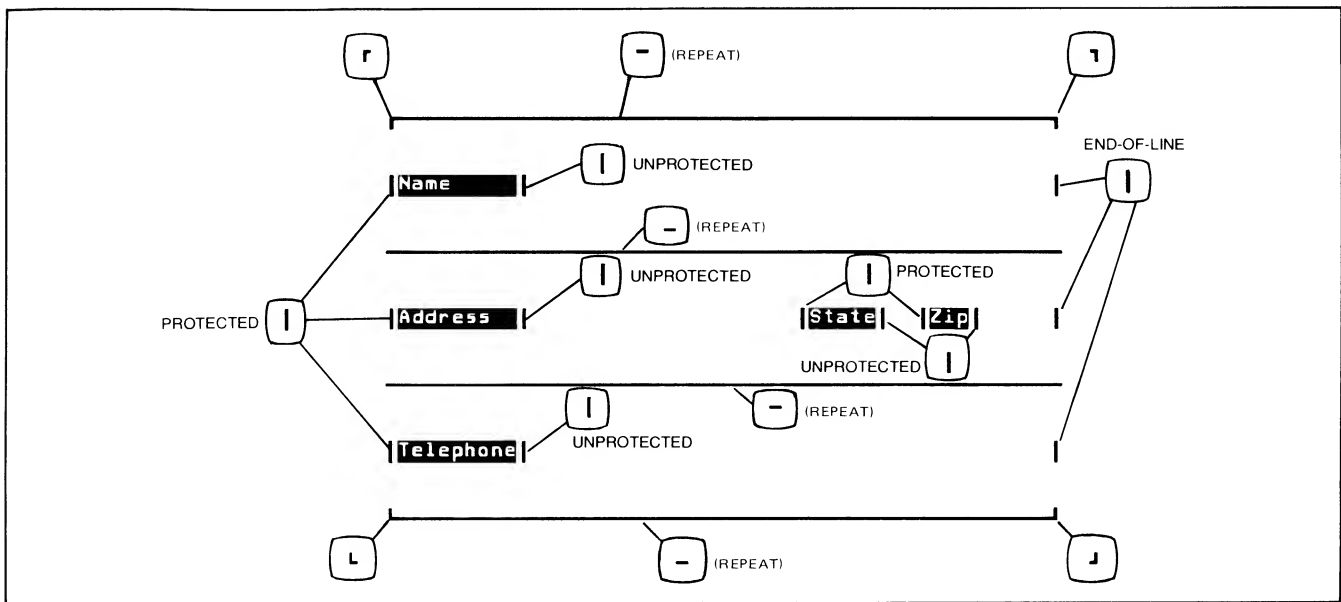 (REPEAT)
END-OF-LINE
Name
UNPROTECTED
(REPEAT)
Address
UNPROTECTED
PROTECTED
State
Zip
PROTECTED
UNPROTECTED
(REPEAT)
Telephone
UNPROTECTED
(REPEAT)